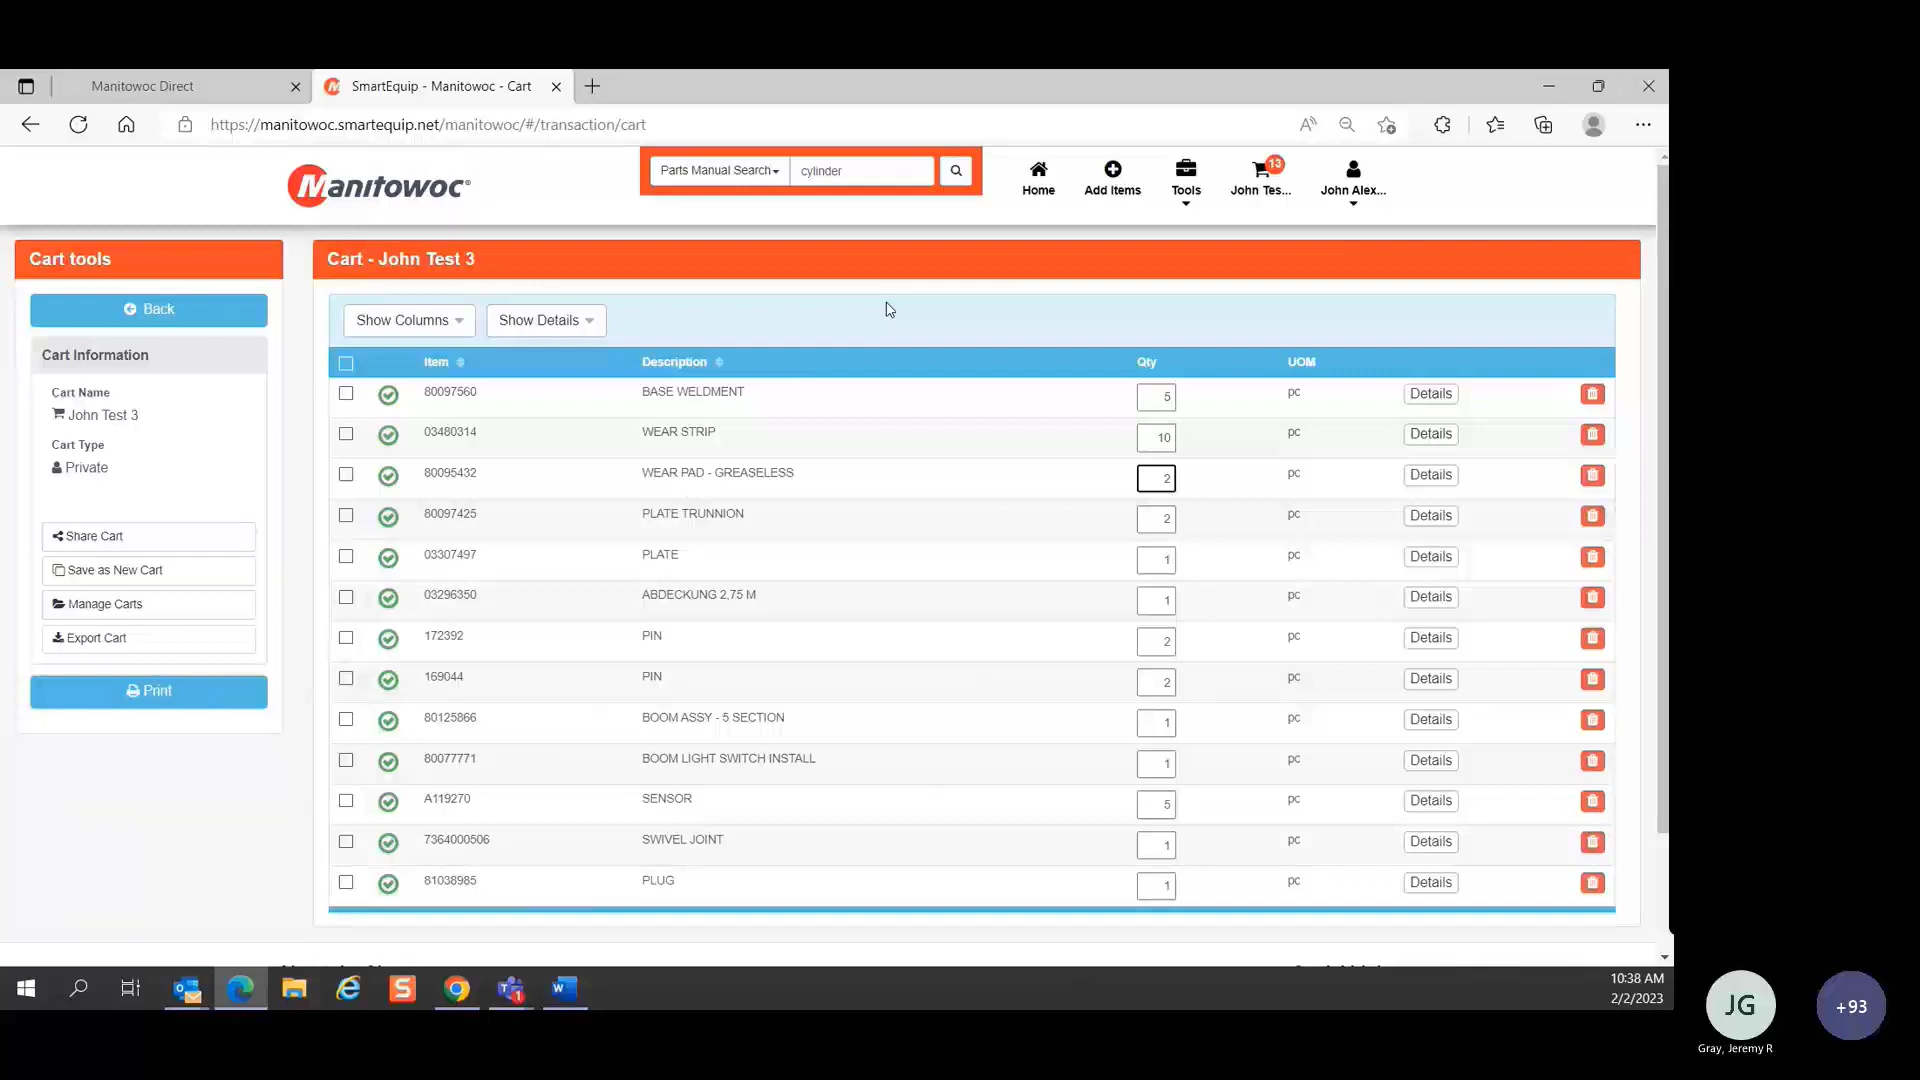 Manitowoc Direct
SmartEquip - Manitowoc - Cart
https://manitowoc.smartequip.net/manitowoc/#/transaction/cart
Manitowoc®
Parts Manual Search
cylinder
Home
Add Items
Tools
13
John Tes...
John Alex...
Cart tools
Back
Cart Information
Cart Name
John Test 3
Cart Type
Private
Share Cart
Save as New Cart
Manage Carts
Export Cart
Print
Cart - John Test 3
Show Columns
Show Details
Item Description Qty UOM
80097560 BASE WELDMENT 5 pc Details
03480314 WEAR STRIP 10 pc Details
80095432 WEAR PAD - GREASELESS 2 pc Details
80097425 PLATE TRUNNION 2 pc Details
03307497 PLATE 1 pc Details
03296350 ABDECKUNG 2,75 M 1 pc Details
172392 PIN 2 pc Details
169044 PIN 2 pc Details
80125866 BOOM ASSY - 5 SECTION 1 pc Details
80077771 BOOM LIGHT SWITCH INSTALL 1 pc Details
A119270 SENSOR 5 pc Details
7364000506 SWIVEL JOINT 1 pc Details
81038985 PLUG 1 pc Details
10:38 AM
2/2/2023
JG
+93
Gray, Jeremy R